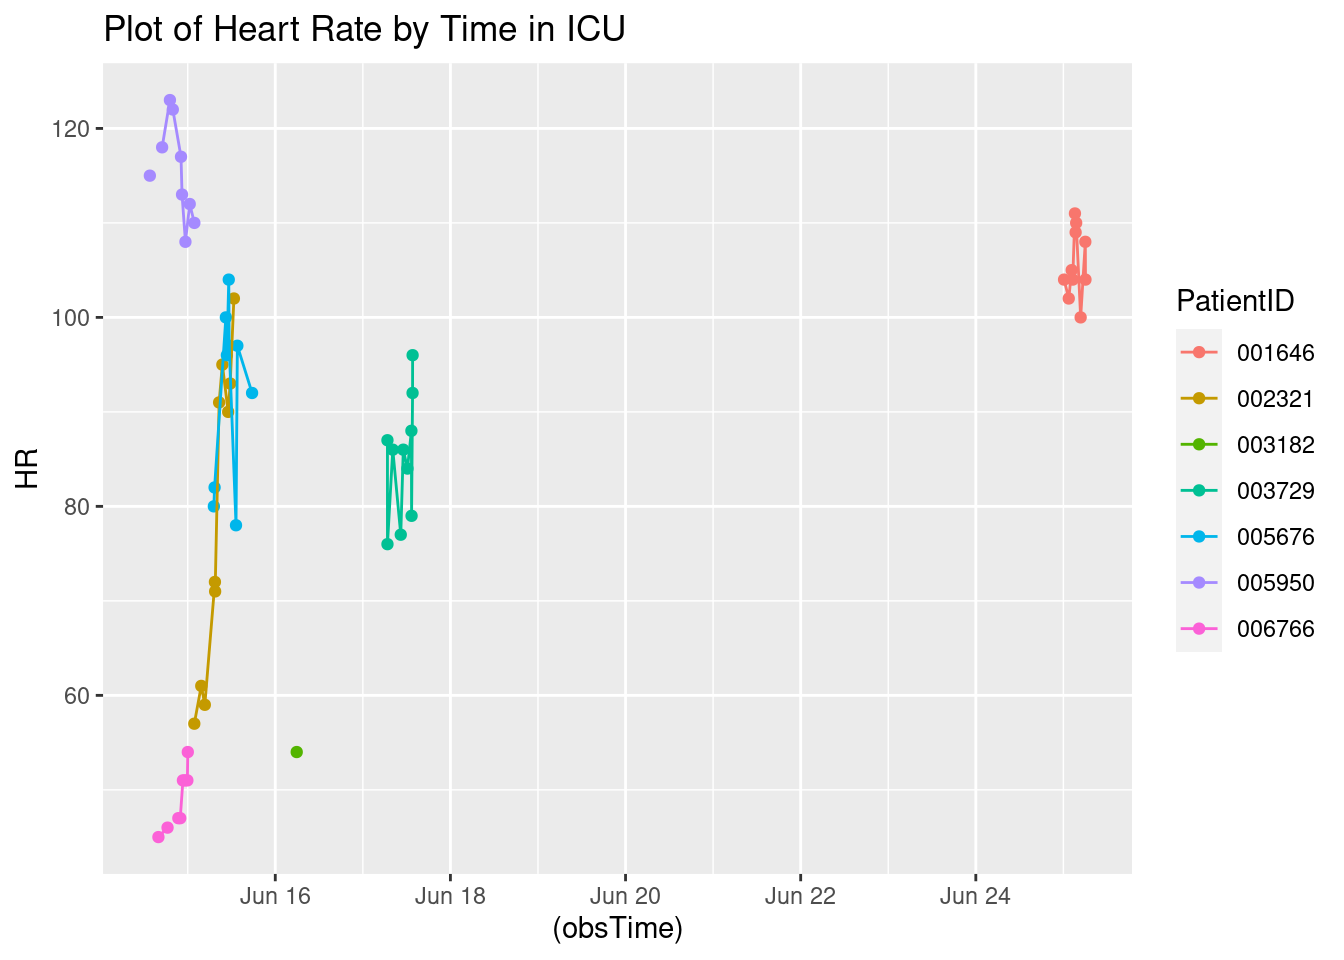 Plot of Heart Rate by Time in ICU
120
100
80
60
HR
Jun 16 Jun 18 Jun 20 Jun 22 Jun 24
(obsTime)
PatientID
001646
002321
003182
003729
005676
005950
006766